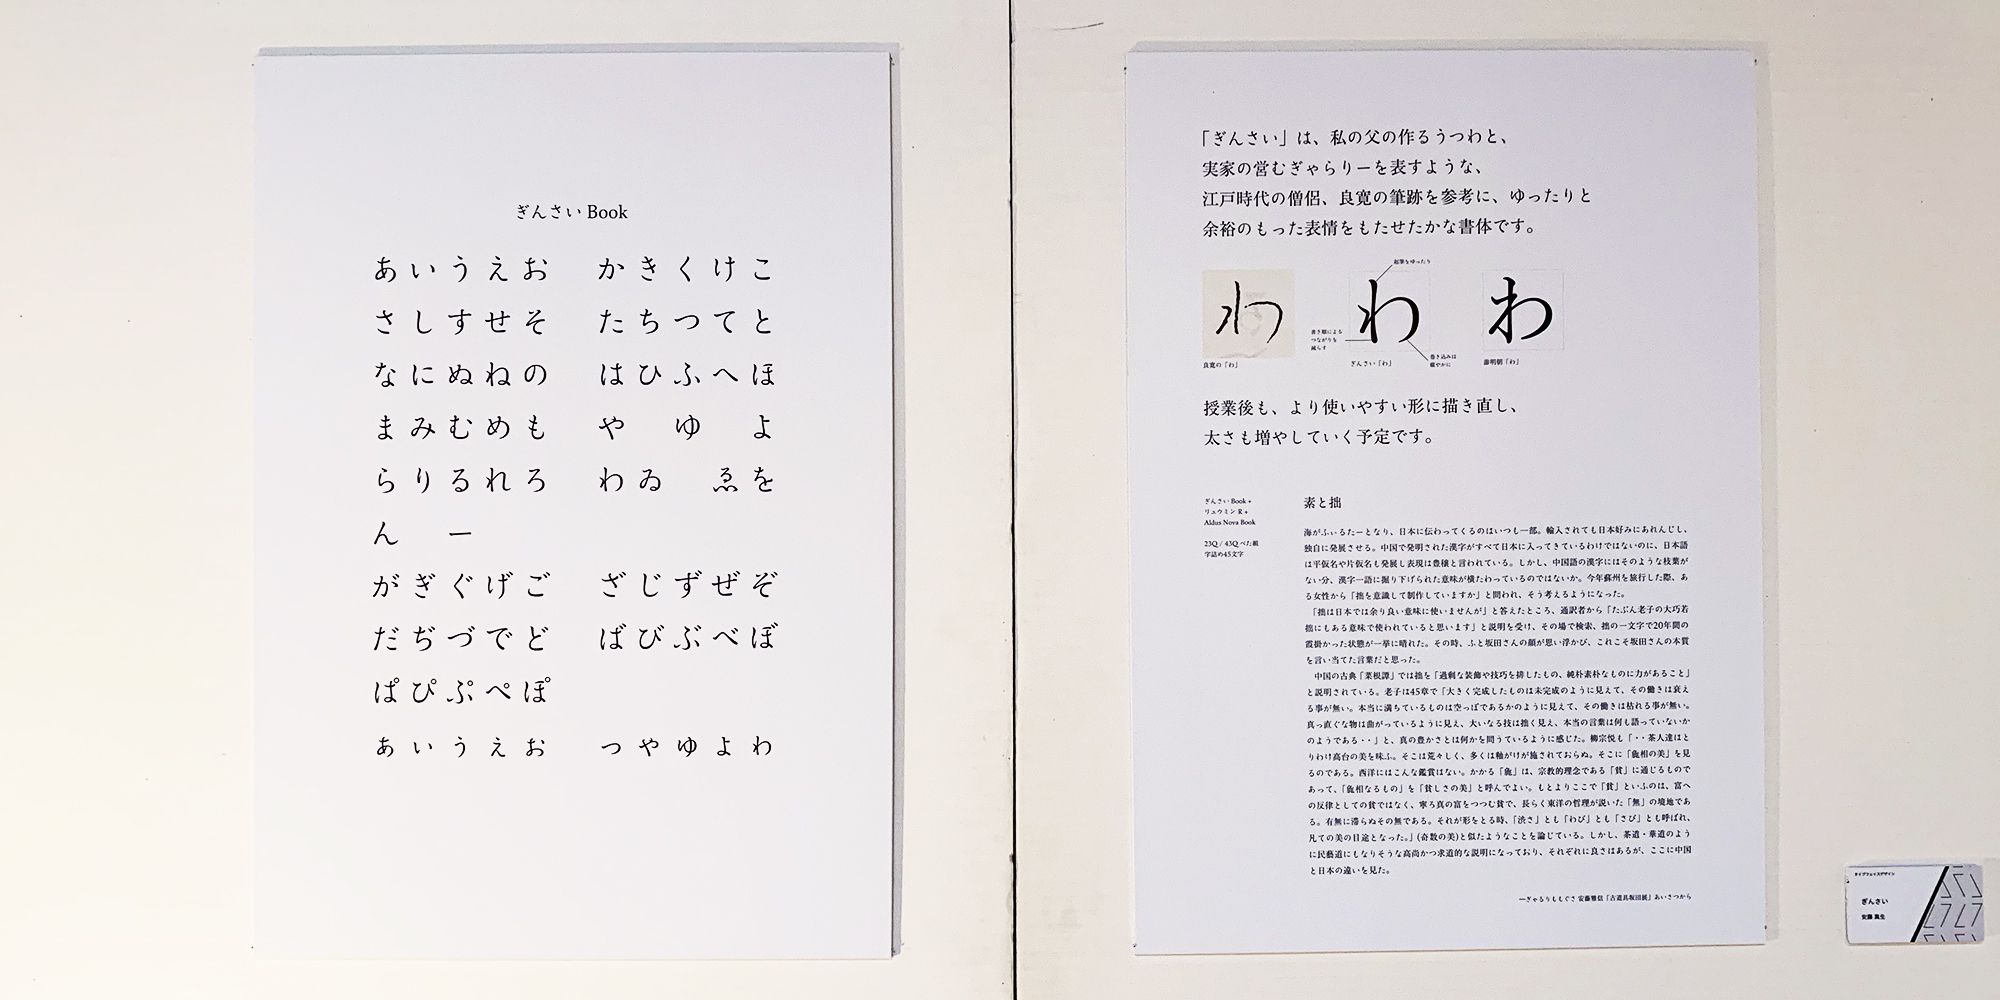 ぎんさい Book
あいうえお かきくけこ
さしすせそ たちつてと
なにぬねの はひふへほ
まみむめも や ゆ よ
らりるれろ わゐ ゑを
ん ー
がぎぐげご ざじずぜぞ
だぢづでど ばびぶべぼ
ぱぴぷぺぽ
ぁぃぅぇぉ っゃゅょゎ
「ぎんさい」は、私の父の作るうつわと、
実家の営むぎゃらりーを表すような、
江戸時代の僧侶、良寛の筆跡を参考に、ゆったりと
余裕のもった表情をもたせたかな書体です。
起筆をゆったり
書き順による
つながりを
減らす
巻き込みは
緩やかに
良寛の「わ」
ぎんさい「わ」
游明朝「わ」
授業後も、より使いやすい形に描き直し、
太さも増やしていく予定です。
ぎんさい Book +
リュウミン R +
Aldus Nova Book
23Q / 43Q べた組
字詰め45文字
素と拙
海がふぃるたーとなり、日本に伝わってくるのはいつも一部。輸入されても日本好みにあれんじし、
独自に発展させる。中国で発明された漢字がすべて日本に入ってきているわけではないのに、日本語
は平仮名や片仮名も発展し表現は豊穣と言われている。しかし、中国語の漢字にはそのような枝葉が
ない分、漢字一語に掘り下げられた意味が横たわっているのではないか。今年蘇州を旅行した際、あ
る女性から「拙を意識して制作していますか」と問われ、そう考えるようになった。
「拙は日本では余り良い意味に使いませんが」と答えたところ、通訳者から「たぶん老子の大巧若
拙にもある意味で使われていると思います」と説明を受け、その場で検索、拙の一文字で20年間の
霞掛かった状態が一挙に晴れた。その時、ふと坂田さんの顔が思い浮かび、これこそ坂田さんの本質
を言い当てた言葉だと思った。
中国の古典「菜根譚」では拙を「過剰な装飾や技巧を排したもの、純朴素朴なものに力があること」
と説明されている。老子は45章で「大きく完成したものは未完成のように見えて、その働きは衰え
る事が無い。本当に満ちているものは空っぽであるかのように見えて、その働きは枯れる事が無い。
真っ直ぐな物は曲がっているように見え、大いなる技は拙く見え、本当の言葉は何も語っていないか
のようである・・」と、真の豊かさとは何かを問うているように感じた。柳宗悦も「・・茶人達はと
りわけ高台の美を味ふ。そこは荒々しく、多くは釉がけが施されておらぬ。そこに「麁相の美」を見
るのである。西洋にはこんな鑑賞はない。かかる「麁」は、宗教的理念である「貧」に通じるもので
あって、「麁相なるもの」を「貧しさの美」と呼んでよい。もとよりここで「貧」といふのは、富へ
の反律としての貧ではなく、寧ろ真の富をつつむ貧で、長らく東洋の哲理が説いた「無」の境地であ
る。有無に滞らぬその無である。それが形をとる時、「渋さ」とも「わび」とも「さび」とも呼ばれ、
凡ての美の目途となった。」(奇数の美)と似たようなことを論じている。しかし、茶道・華道のよう
に民藝道にもなりそうな高尚かつ求道的な説明になっており、それぞれに良さはあるが、ここに中国
と日本の違いを見た。
―ぎゃるりももぐさ 安藤雅信「古道具坂田展」あいさつから
タイプフェイスデザイン
ぎんさい